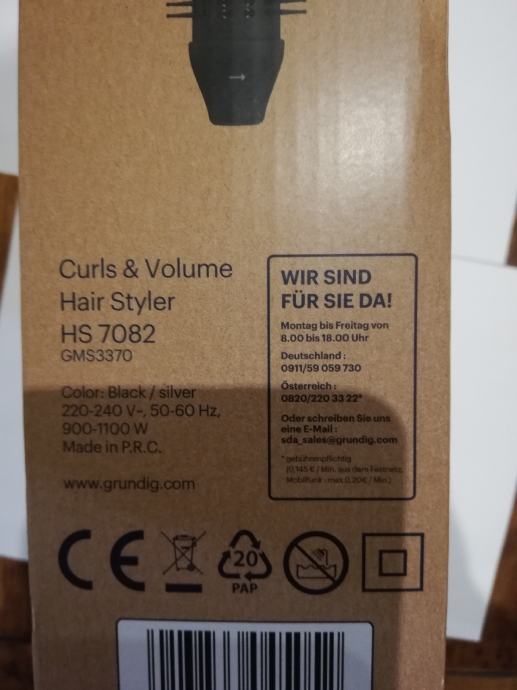 Curls & Volume
Hair Styler
HS 7082
GMS3370
Color: Black / silver
220-240 V~, 50-60 Hz,
900-1100 W
Made in P.R.C.
www.grundig.com
WIR SIND
FÜR SIE DA!
Montag bis Freitag von
8.00 bis 18.00 Uhr
Deutschland :
0911/59 059 730
Österreich :
0820/220 33 22*
Oder schreiben Sie uns
eine E-Mail :
sda_sales@grundig.com
* gebührenpflichtig
(0,145 € / Min. aus dem Festnetz,
Mobilfunk : max 0,20€ / Min.)
CE
20
PAP